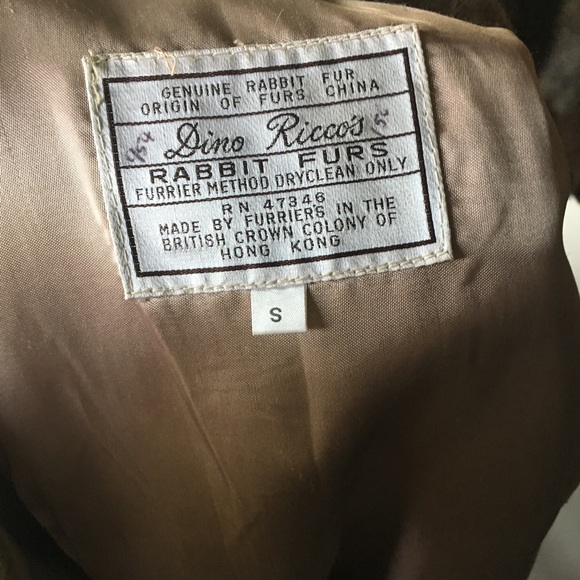 GENUINE RABBIT FUR
ORIGIN OF FURS CHINA
Dino Ricco's
RABBIT FURS
FURRIER METHOD DRYCLEAN ONLY
RN 47346
MADE BY FURRIERS IN THE
BRITISH CROWN COLONY OF
HONG KONG
S